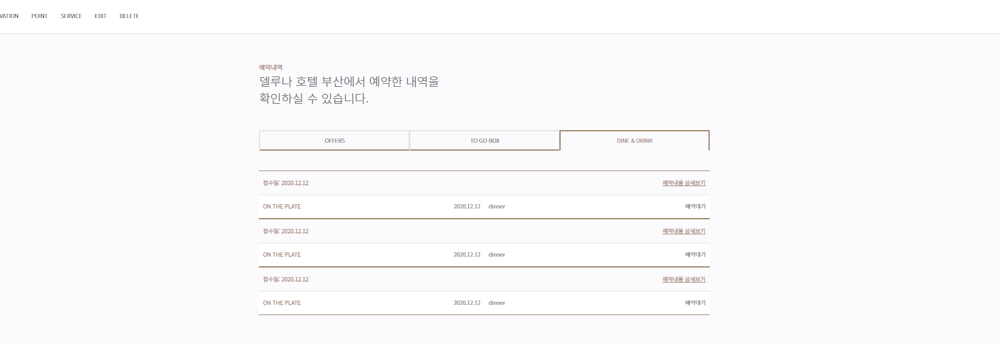 VATION POINT SERVICE EDIT DELETE
예약내역
델루나 호텔 부산에서 예약한 내역을
확인하실 수 있습니다.
OFFERS TO GO BOX DINE & DRINK
접수일: 2020.12.12 예약내용 상세보기
ON THE PLATE 2020.12.12 dinner 예약대기
접수일: 2020.12.12 예약내용 상세보기
ON THE PLATE 2020.12.12 dinner 예약대기
접수일: 2020.12.12 예약내용 상세보기
ON THE PLATE 2020.12.12 dinner 예약대기